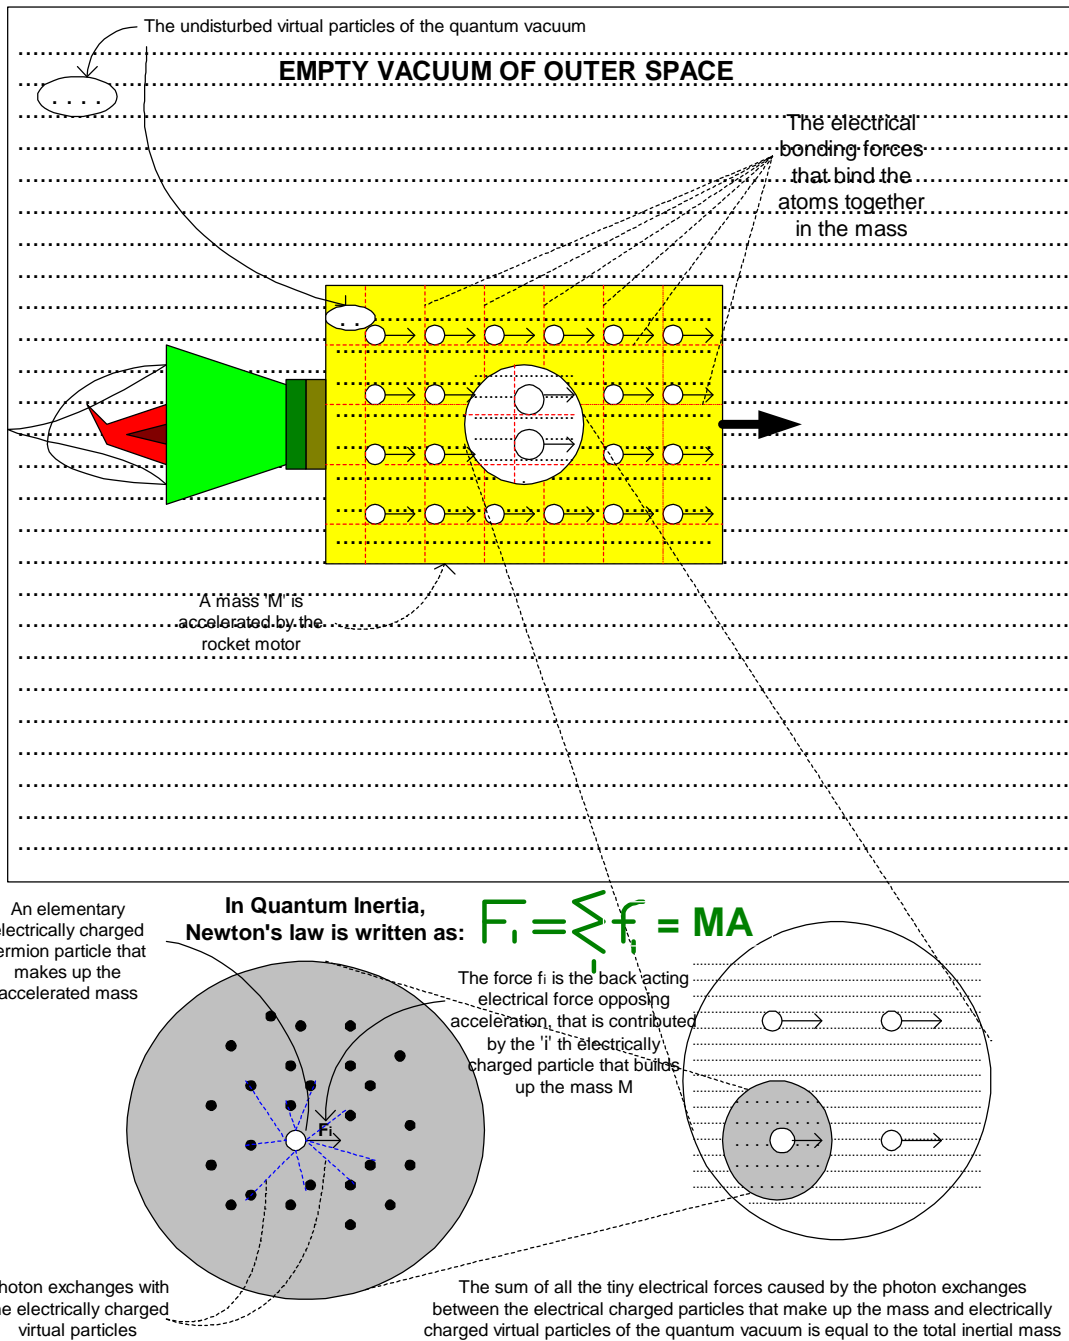 The undisturbed virtual particles of the quantum vacuum
EMPTY VACUUM OF OUTER SPACE
The electrical
bonding forces
that bind the
atoms together
in the mass
A mass 'M' is
accelerated by the
rocket motor
An elementary
electrically charged
fermion particle that
makes up the
accelerated mass
In Quantum Inertia,
Newton's law is written as:
Fi = ∑ fi = MA
i
The force fi is the back acting
electrical force opposing
acceleration, that is contributed
by the 'i' th electrically
charged particle that builds
up the mass M
Fi
photon exchanges with
the electrically charged
virtual particles
The sum of all the tiny electrical forces caused by the photon exchanges
between the electrical charged particles that make up the mass and electrically
charged virtual particles of the quantum vacuum is equal to the total inertial mass